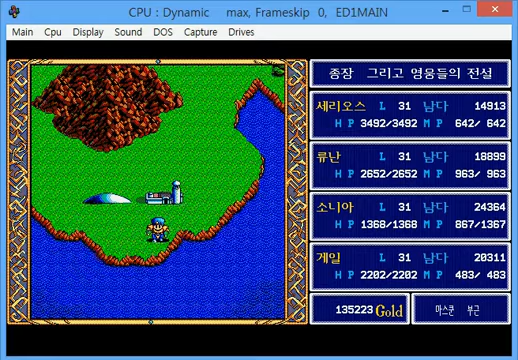 CPU : Dynamic max, Frameskip 0, ED1MAIN
Main Cpu Display Sound DOS Capture Drives
종장 그리고 영웅들의 전설
세리오스 L 31 남다 14913
H P 3492/3492 M P 642/ 642
류난 L 31 남다 18899
H P 2652/2652 M P 963/ 963
소니아 L 31 남다 24364
H P 1368/1368 M P 867/1367
게일 L 31 남다 20311
H P 2202/2202 M P 483/ 483
135223 Gold
마스쿤 부근